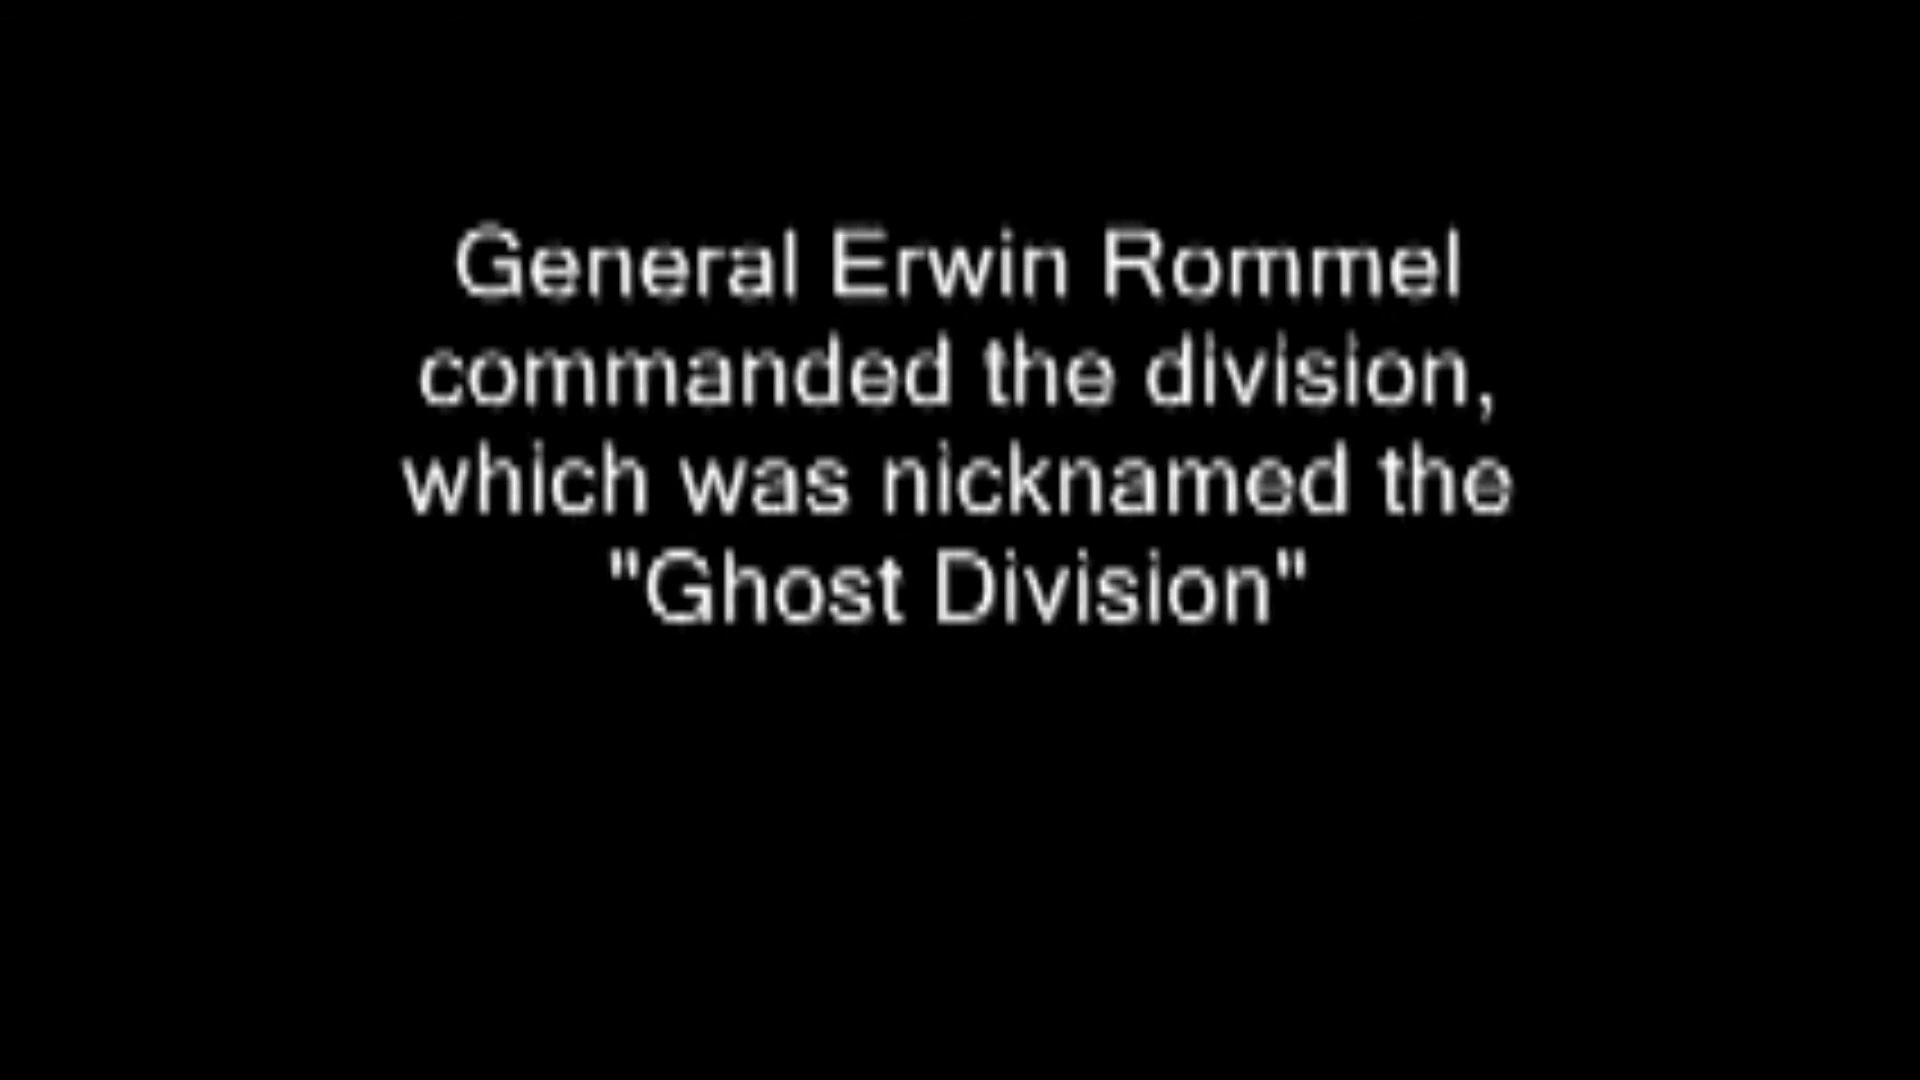 General Erwin Rommel
commanded the division,
which was nicknamed the
"Ghost Division"